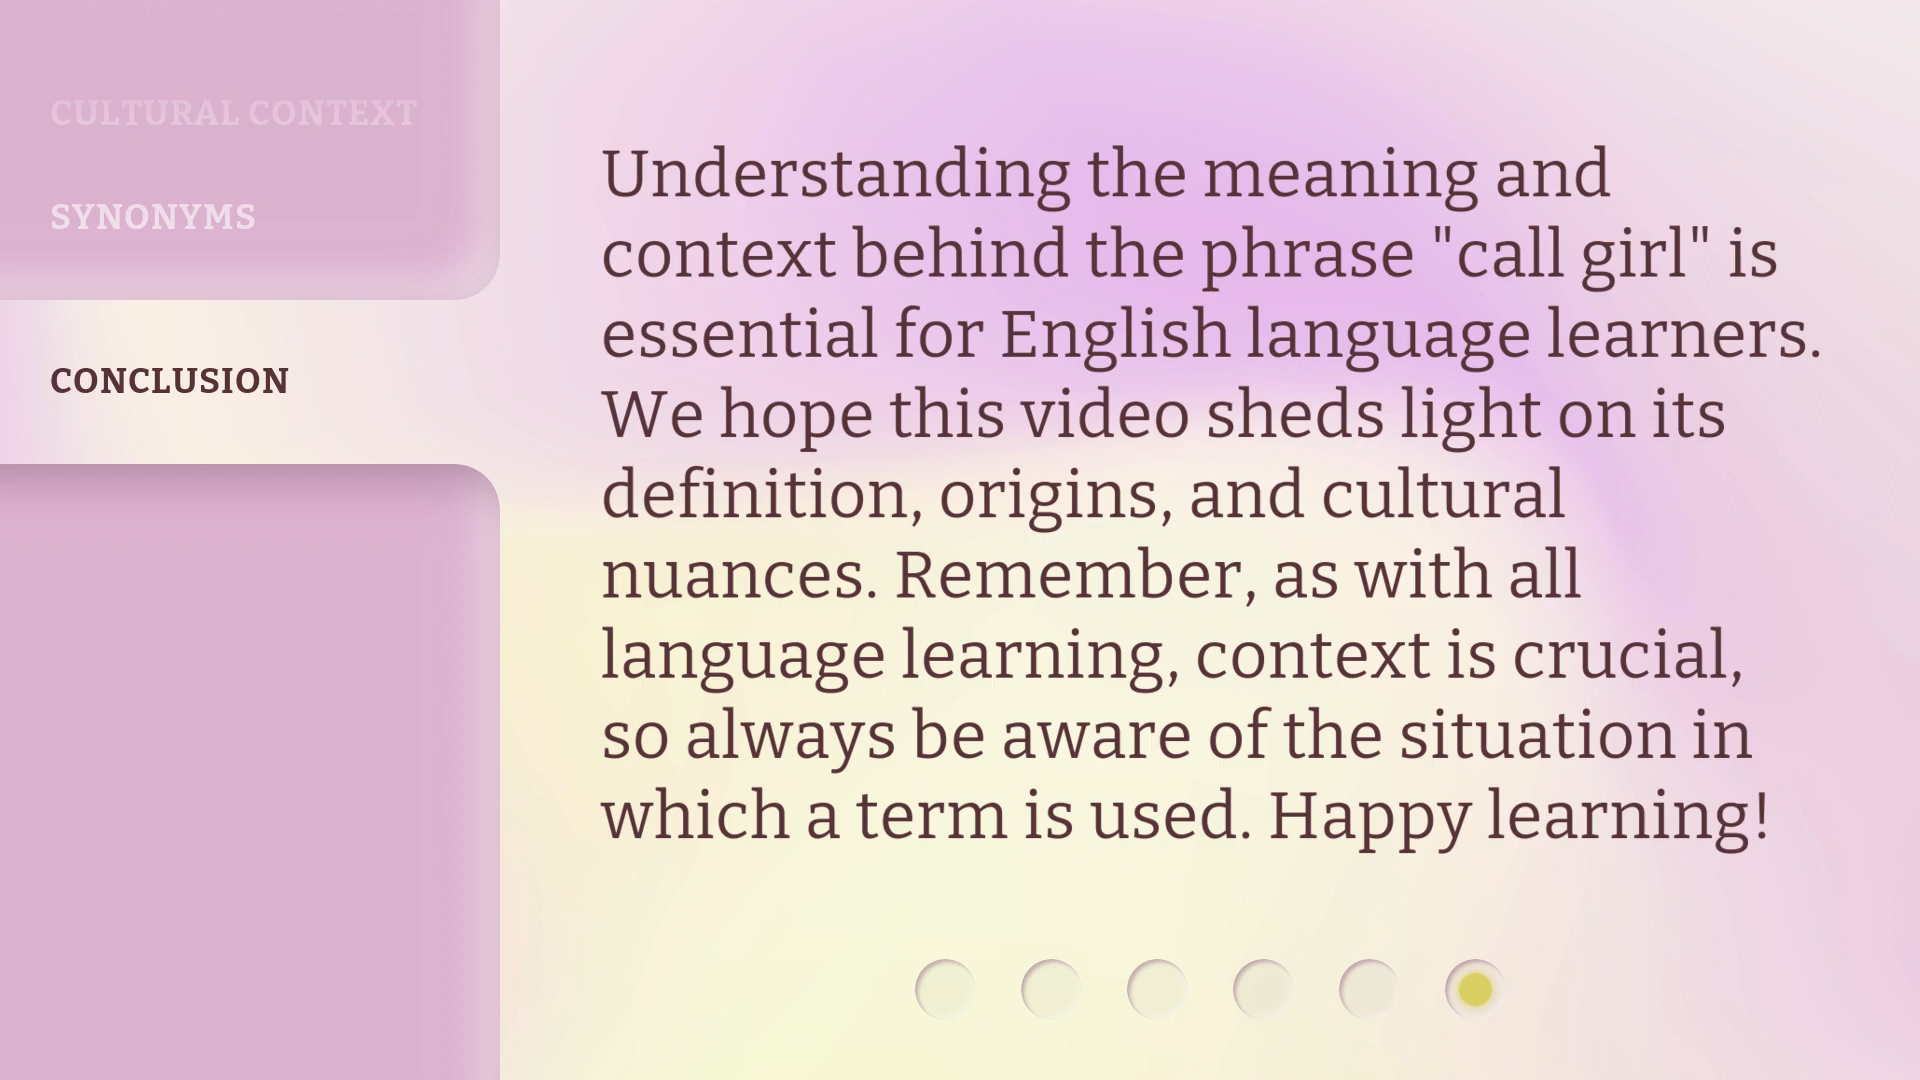 CULTURAL CONTEXT
SYNONYMS
CONCLUSION
Understanding the meaning and
context behind the phrase "call girl" is
essential for English language learners.
We hope this video sheds light on its
definition, origins, and cultural
nuances. Remember, as with all
language learning, context is crucial,
so always be aware of the situation in
which a term is used. Happy learning!